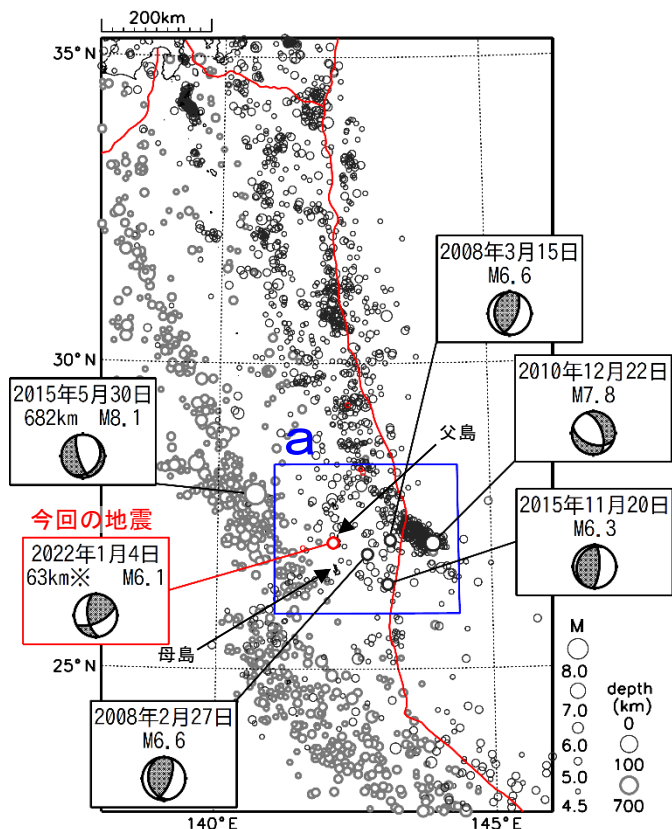 200km
35°N
30°N
25°N
140°E
145°E
2008年3月15日
M6.6
2010年12月22日
M7.8
2015年5月30日
682km M8.1
a
父島
2015年11月20日
M6.3
今回の地震
2022年1月4日
63km※ M6.1
母島
2008年2月27日
M6.6
M
8.0
7.0
6.0
5.0
4.5
depth
(km)
0
100
700